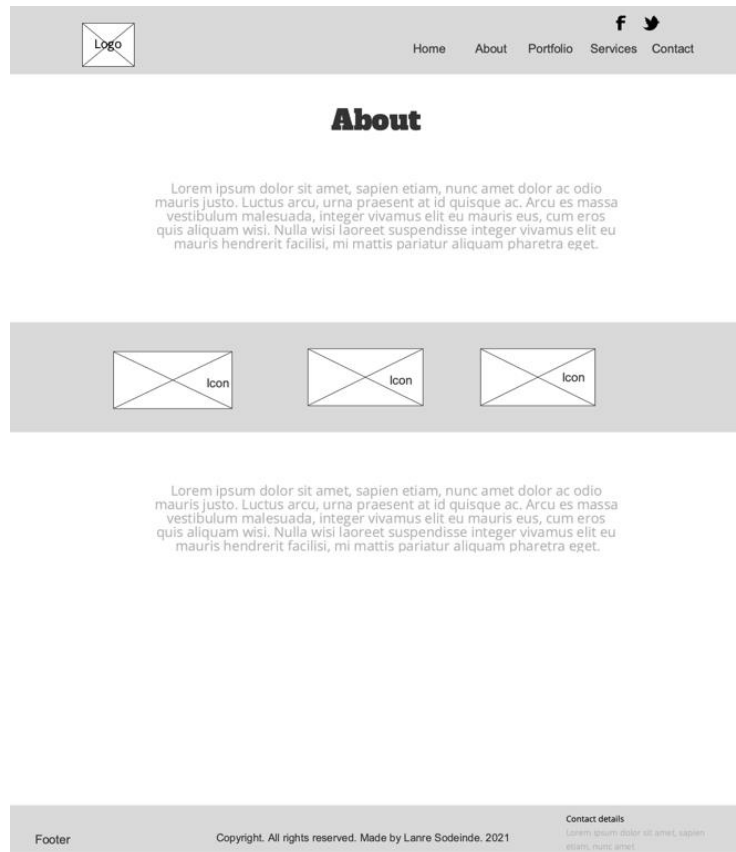 Logo
Home About Portfolio Services Contact
About
Lorem ipsum dolor sit amet, sapien etiam, nunc amet dolor ac odio
mauris justo. Luctus arcu, urna praesent at id quisque ac. Arcu es massa
vestibulum malesuada, integer vivamus elit eu mauris eus, cum eros
quis aliquam wisi. Nulla wisi laoreet suspendisse integer vivamus elit eu
mauris hendrerit facilisi, mi mattis pariatur aliquam pharetra eget.
Icon
Icon
Icon
Lorem ipsum dolor sit amet, sapien etiam, nunc amet dolor ac odio
mauris justo. Luctus arcu, urna praesent at id quisque ac. Arcu es massa
vestibulum malesuada, integer vivamus elit eu mauris eus, cum eros
quis aliquam wisi. Nulla wisi laoreet suspendisse integer vivamus elit eu
mauris hendrerit facilisi, mi mattis pariatur aliquam pharetra eget.
Footer
Copyright. All rights reserved. Made by Lanre Sodeinde. 2021
Contact details
Lorem ipsum dolor sit amet, sapien
etiam, nunc amet